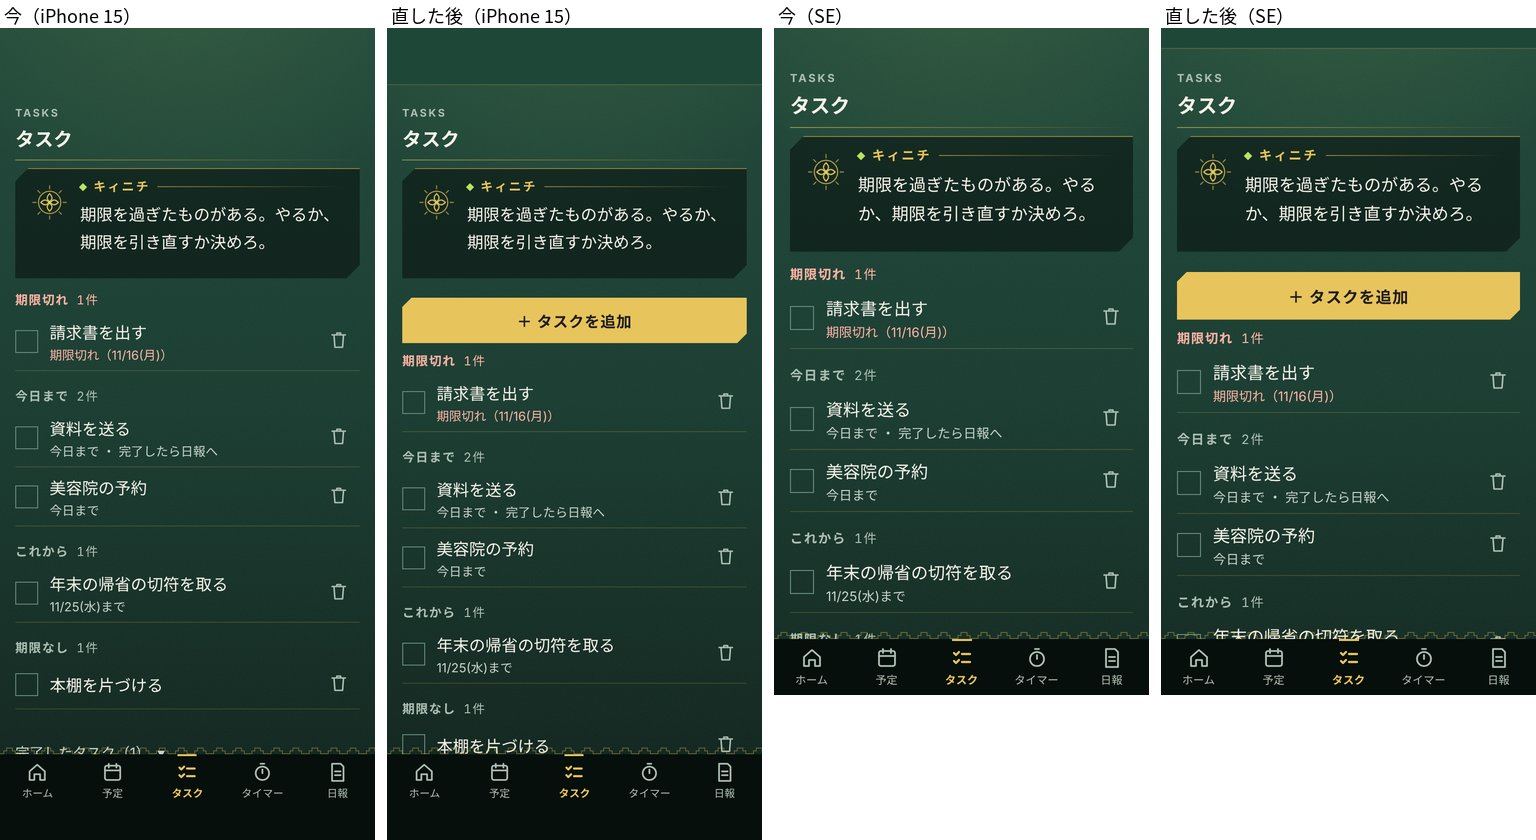 今（iPhone 15）
TASKS
タスク
キィニチ
期限を過ぎたものがある。やるか、
期限を引き直すか決めろ。
期限切れ 1件
請求書を出す
期限切れ（11/16(月)）
今日まで 2件
資料を送る
今日まで ・ 完了したら日報へ
美容院の予約
今日まで
これから 1件
年末の帰省の切符を取る
11/25(水)まで
期限なし 1件
本棚を片づける
完了したタスク (1)
ホーム 予定 タスク タイマー 日報
直した後（iPhone 15）
TASKS
タスク
キィニチ
期限を過ぎたものがある。やるか、
期限を引き直すか決めろ。
＋ タスクを追加
期限切れ 1件
請求書を出す
期限切れ（11/16(月)）
今日まで 2件
資料を送る
今日まで ・ 完了したら日報へ
美容院の予約
今日まで
これから 1件
年末の帰省の切符を取る
11/25(水)まで
期限なし 1件
本棚を片づける
ホーム 予定 タスク タイマー 日報
今（SE）
TASKS
タスク
キィニチ
期限を過ぎたものがある。やる
か、期限を引き直すか決めろ。
期限切れ 1件
請求書を出す
期限切れ（11/16(月)）
今日まで 2件
資料を送る
今日まで ・ 完了したら日報へ
美容院の予約
今日まで
これから 1件
年末の帰省の切符を取る
11/25(水)まで
期限なし 1件
ホーム 予定 タスク タイマー 日報
直した後（SE）
TASKS
タスク
キィニチ
期限を過ぎたものがある。やる
か、期限を引き直すか決めろ。
＋ タスクを追加
期限切れ 1件
請求書を出す
期限切れ（11/16(月)）
今日まで 2件
資料を送る
今日まで ・ 完了したら日報へ
美容院の予約
今日まで
これから 1件
年末の帰省の切符を取る
ホーム 予定 タスク タイマー 日報